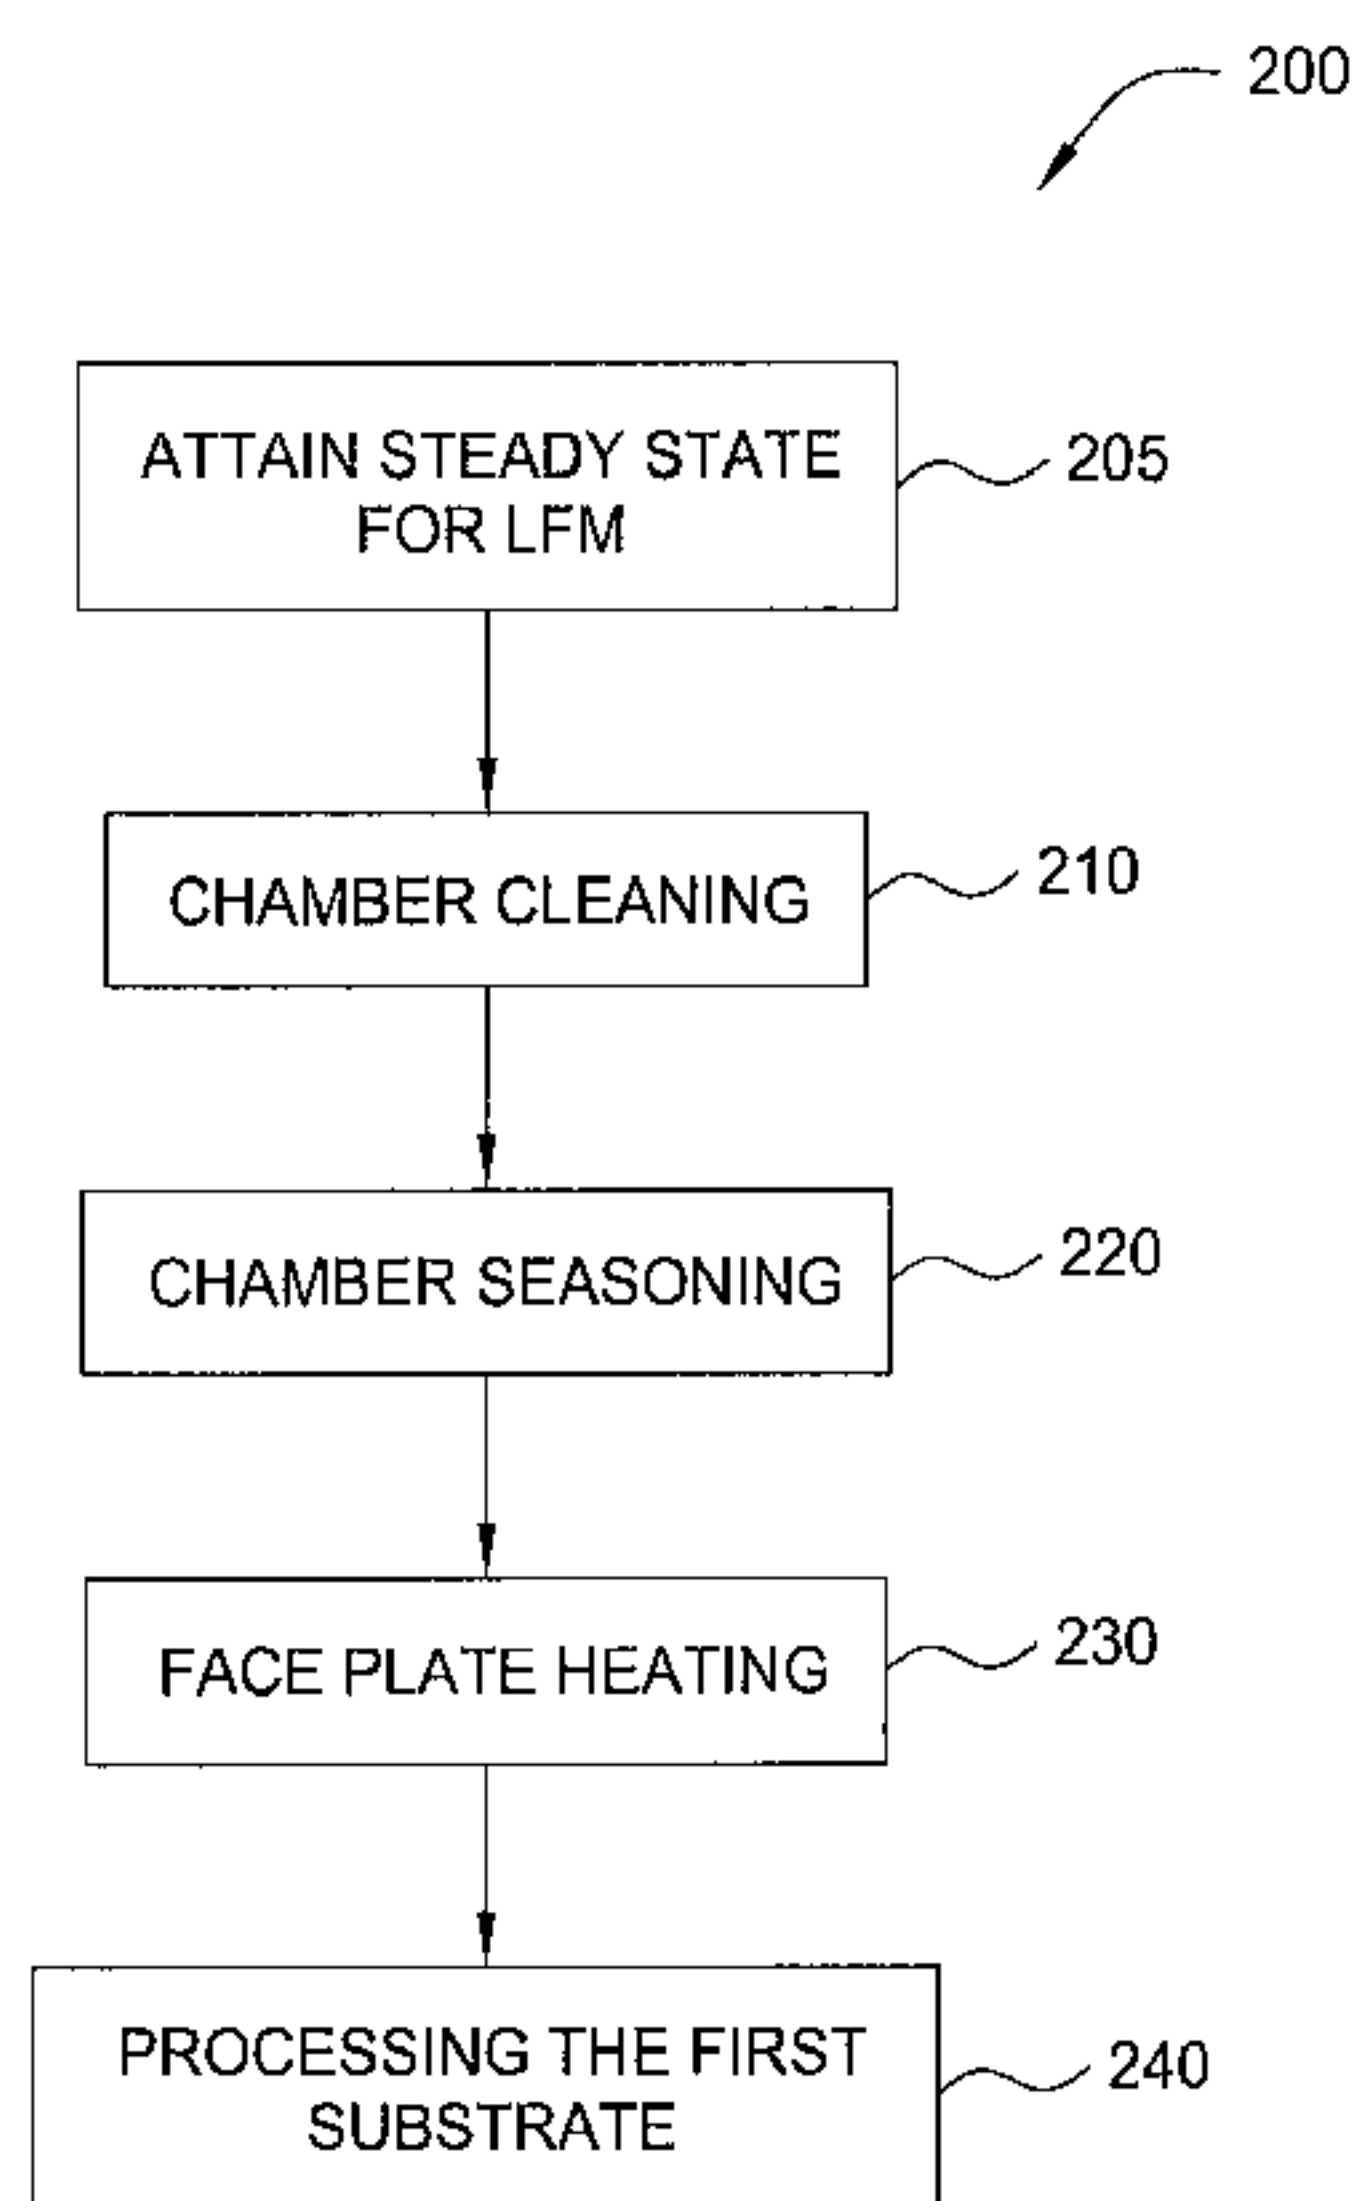 200
ATTAIN STEADY STATE
FOR LFM
205
CHAMBER CLEANING
210
CHAMBER SEASONING
220
FACE PLATE HEATING
230
PROCESSING THE FIRST
SUBSTRATE
240